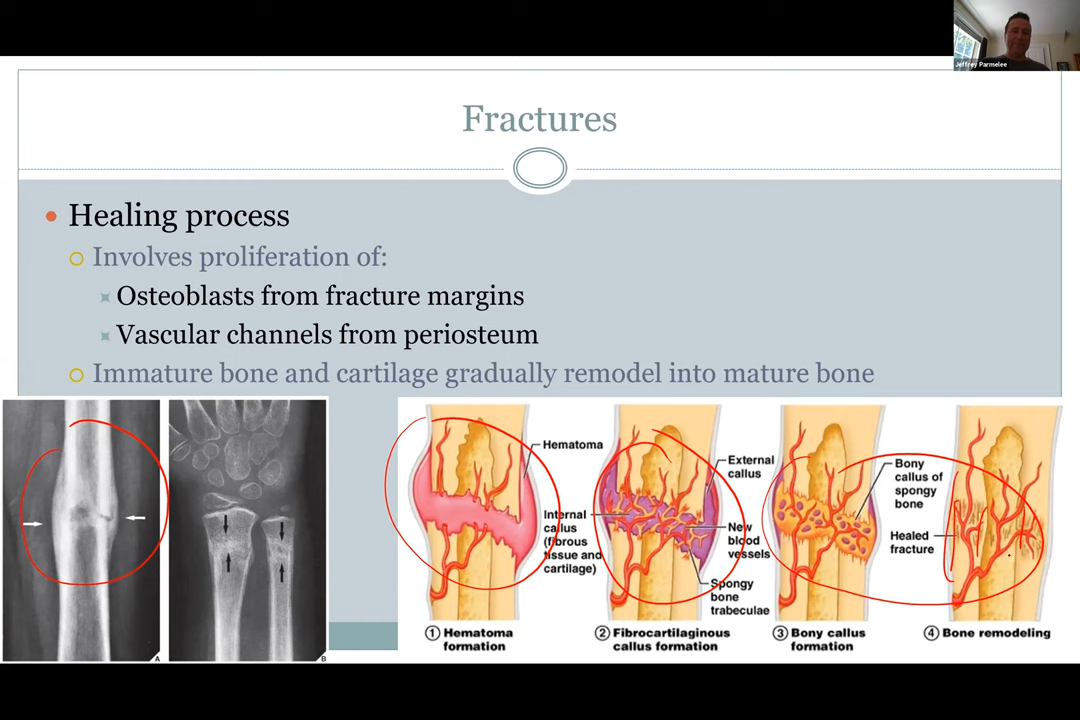 Jeffrey Parmelee
Fractures
Healing process
Involves proliferation of:
Osteoblasts from fracture margins
Vascular channels from periosteum
Immature bone and cartilage gradually remodel into mature bone
A
B
Hematoma
Internal
callus
(fibrous
tissue and
cartilage)
External
callus
New
blood
vessels
Spongy
bone
trabeculae
Bony
callus of
spongy
bone
Healed
fracture
1 Hematoma
formation
2 Fibrocartilaginous
callus formation
3 Bony callus
formation
4 Bone remodeling